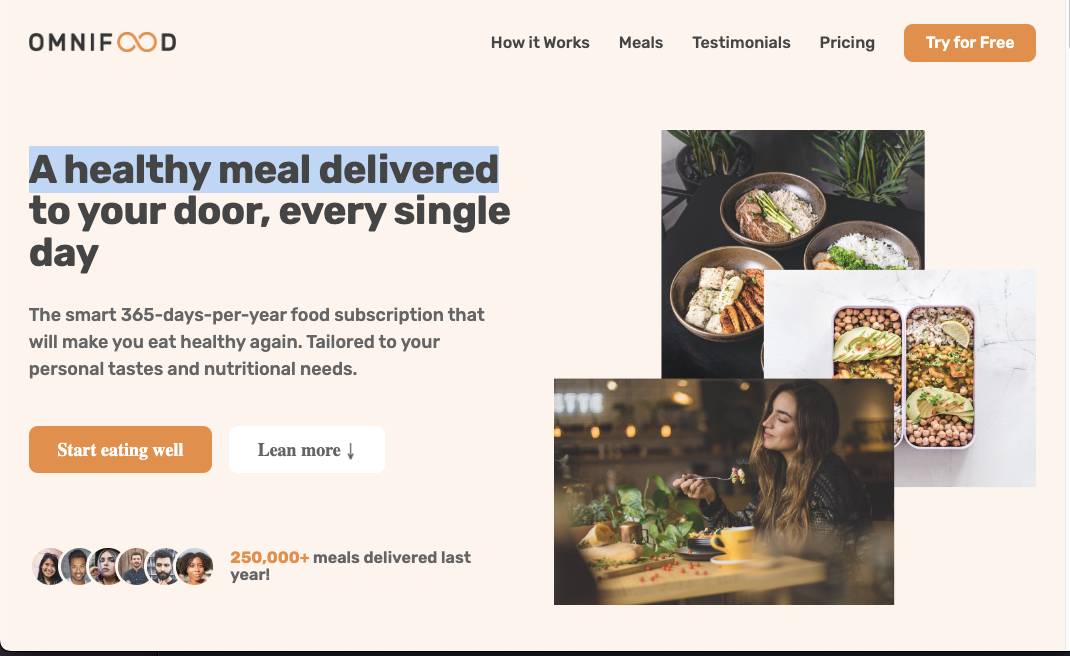 OMNIFOOD
How it Works Meals Testimonials Pricing Try for Free
A healthy meal delivered
to your door, every single
day
The smart 365-days-per-year food subscription that
will make you eat healthy again. Tailored to your
personal tastes and nutritional needs.
Start eating well Lean more ↓
250,000+ meals delivered last
year!